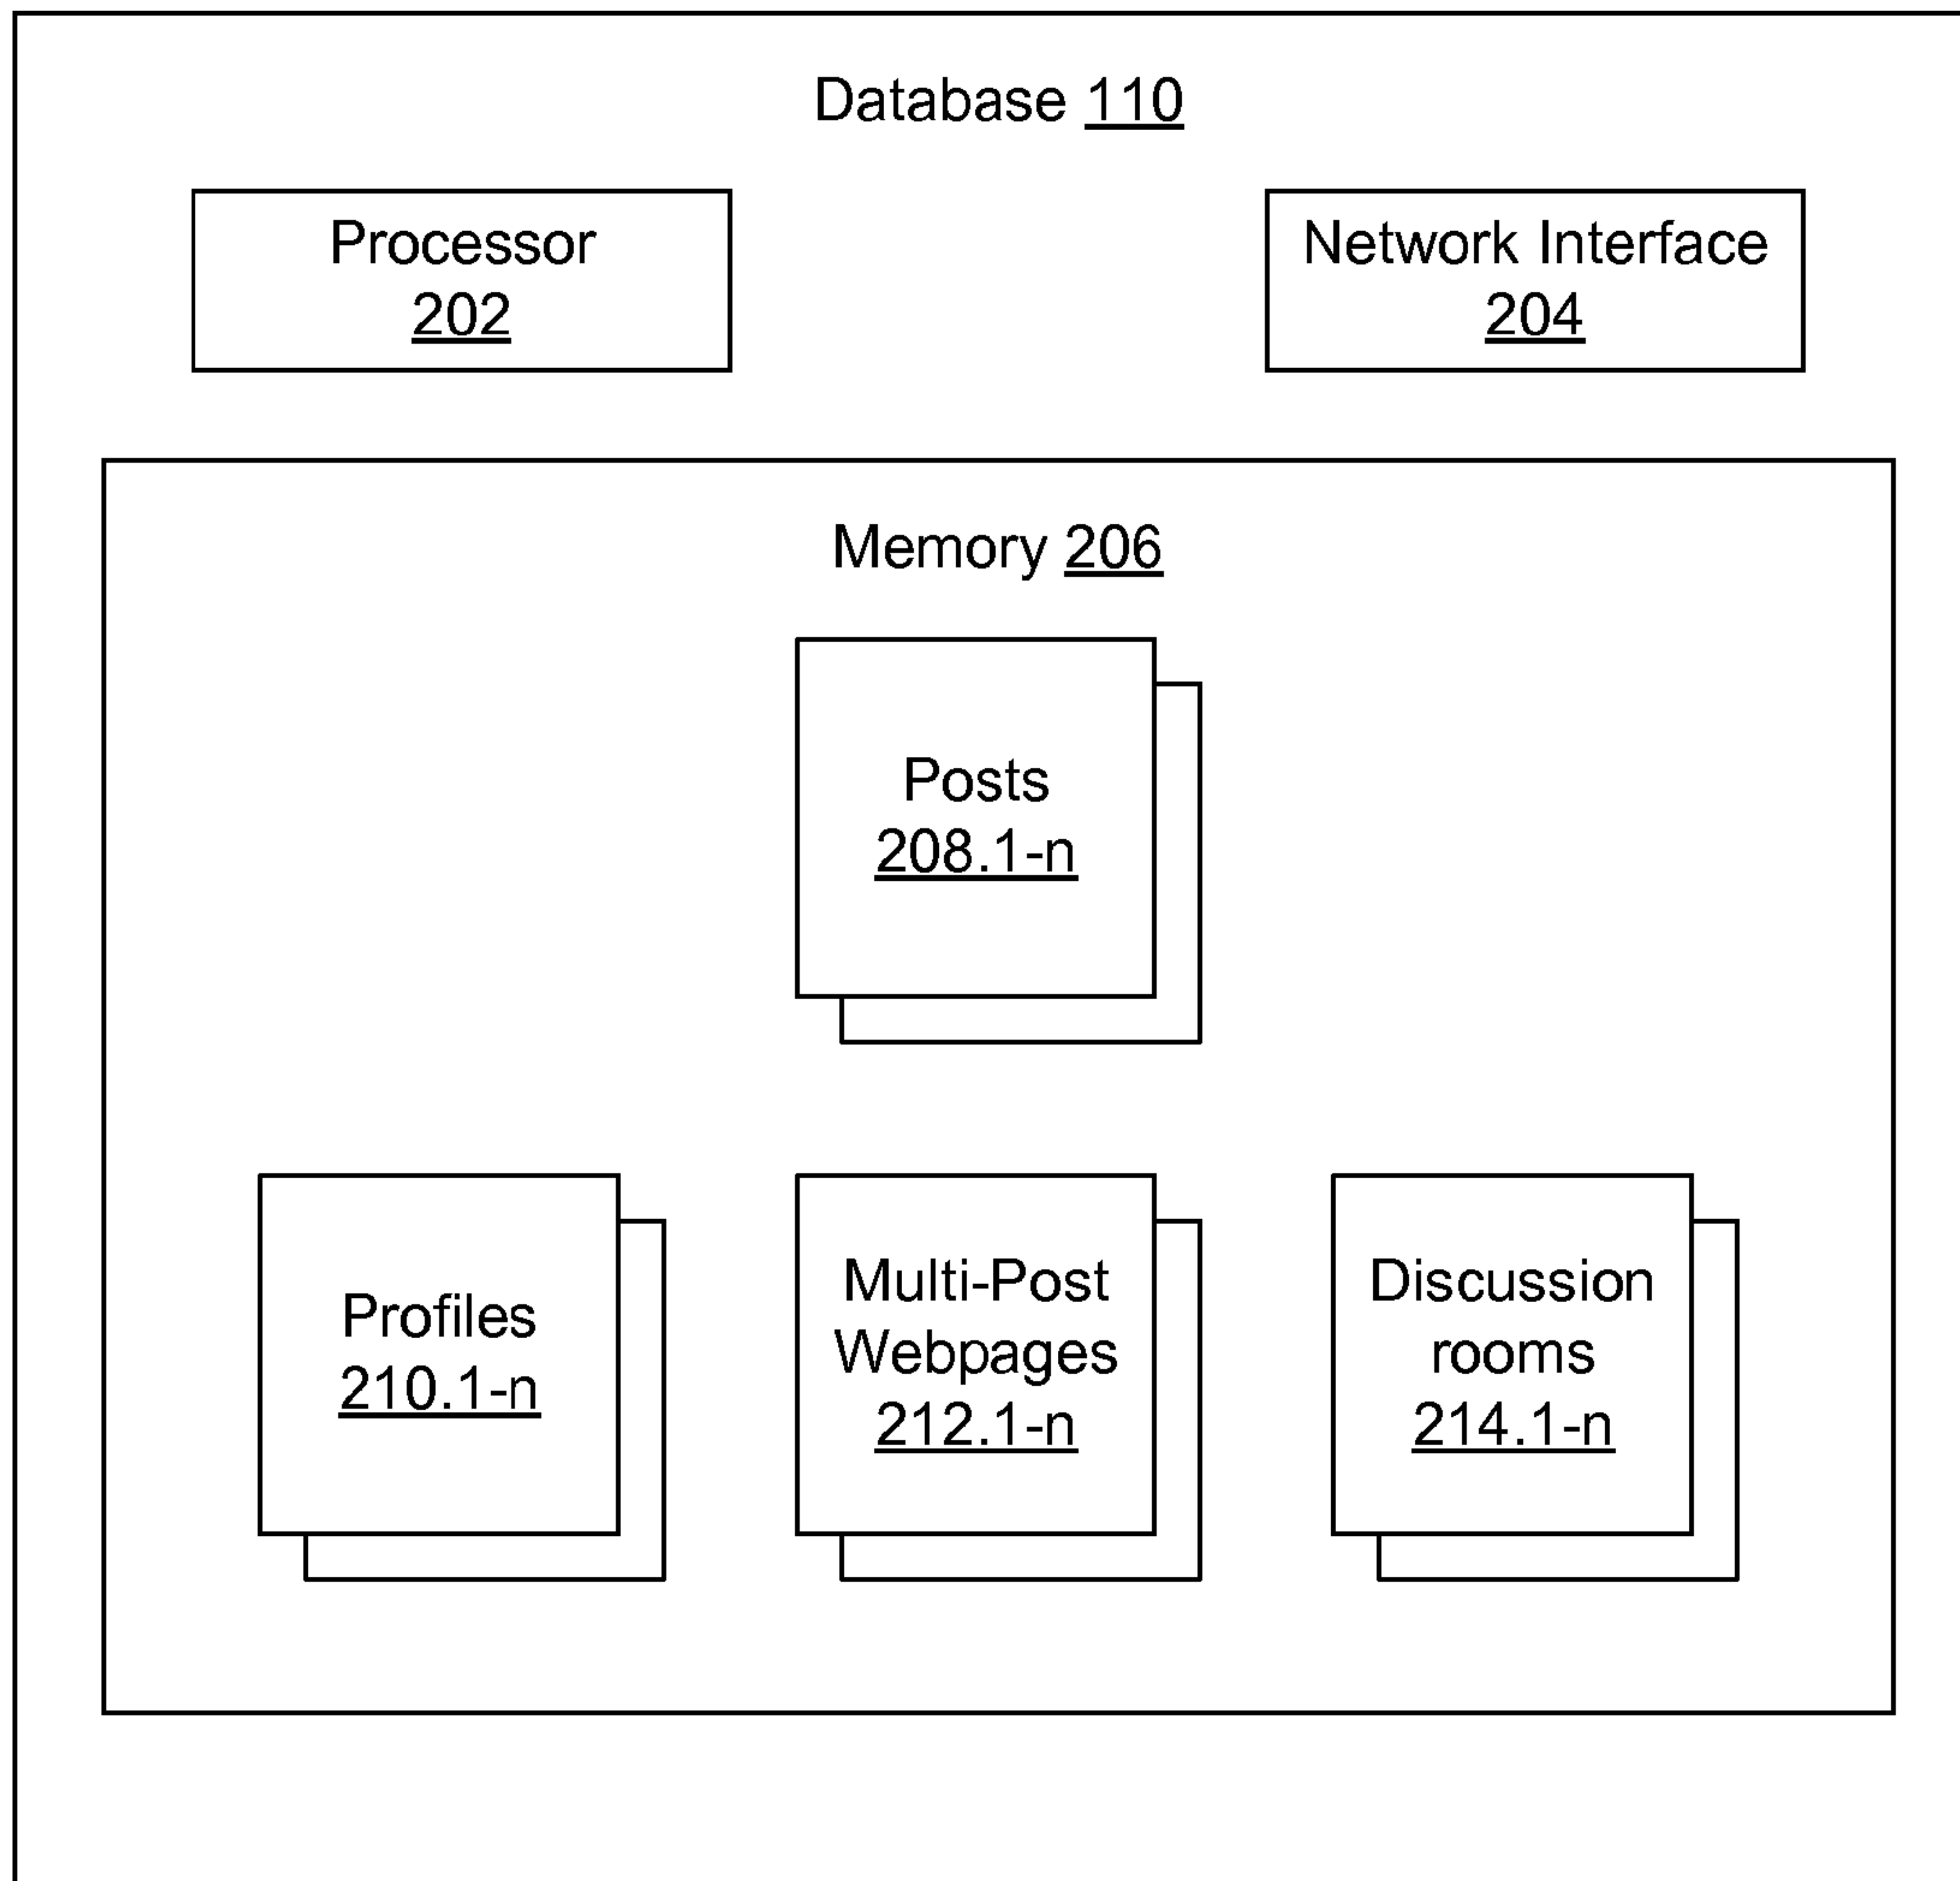 Database 110
Processor
202
Network Interface
204
Memory 206
Posts
208.1-n
Profiles
210.1-n
Multi-Post
Webpages
212.1-n
Discussion
rooms
214.1-n